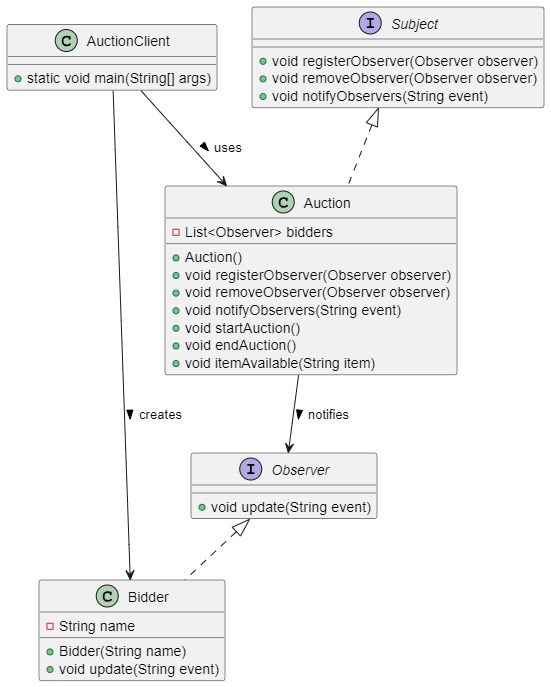 C AuctionClient
static void main(String[] args)
I Subject
void registerObserver(Observer observer)
void removeObserver(Observer observer)
void notifyObservers(String event)
uses
C Auction
List<Observer> bidders
Auction()
void registerObserver(Observer observer)
void removeObserver(Observer observer)
void notifyObservers(String event)
void startAuction()
void endAuction()
void itemAvailable(String item)
creates
notifies
I Observer
void update(String event)
C Bidder
String name
Bidder(String name)
void update(String event)